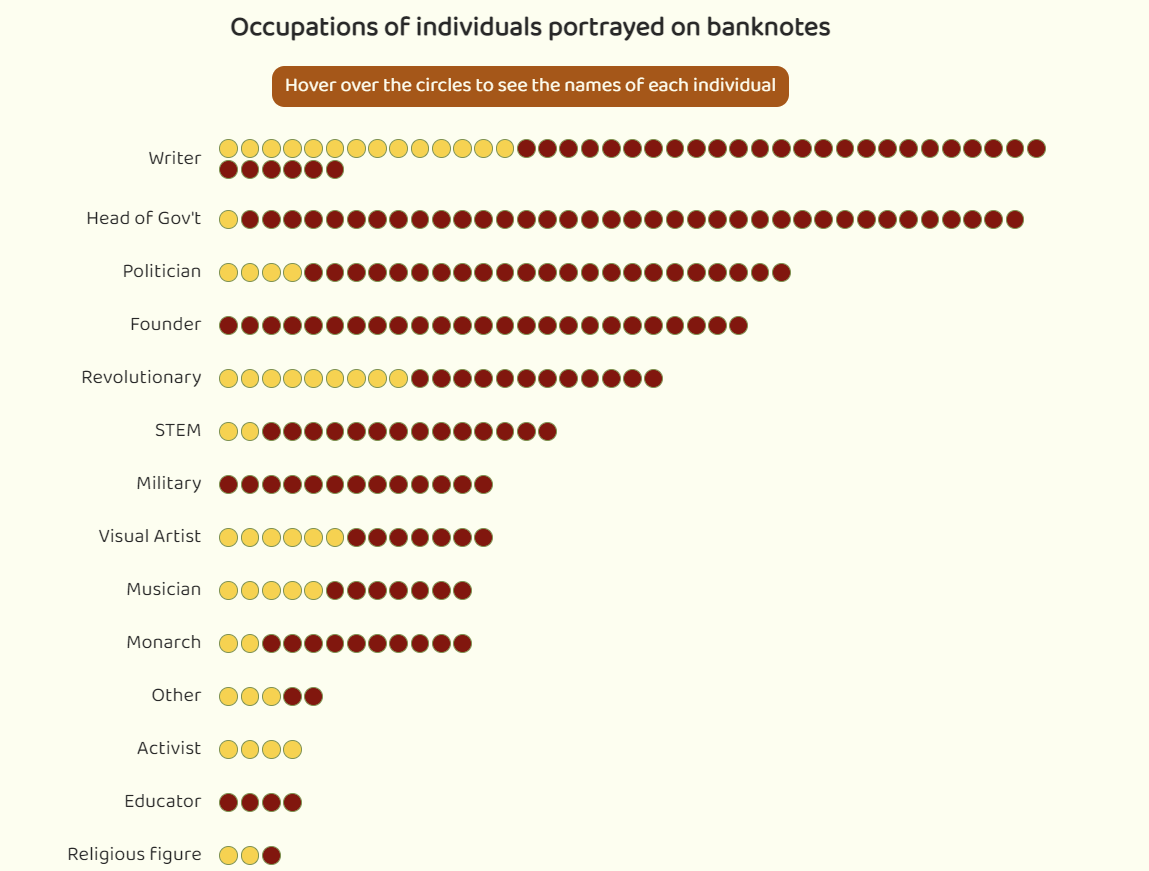 Occupations of individuals portrayed on banknotes
Hover over the circles to see the names of each individual
Writer
Head of Gov't
Politician
Founder
Revolutionary
STEM
Military
Visual Artist
Musician
Monarch
Other
Activist
Educator
Religious figure